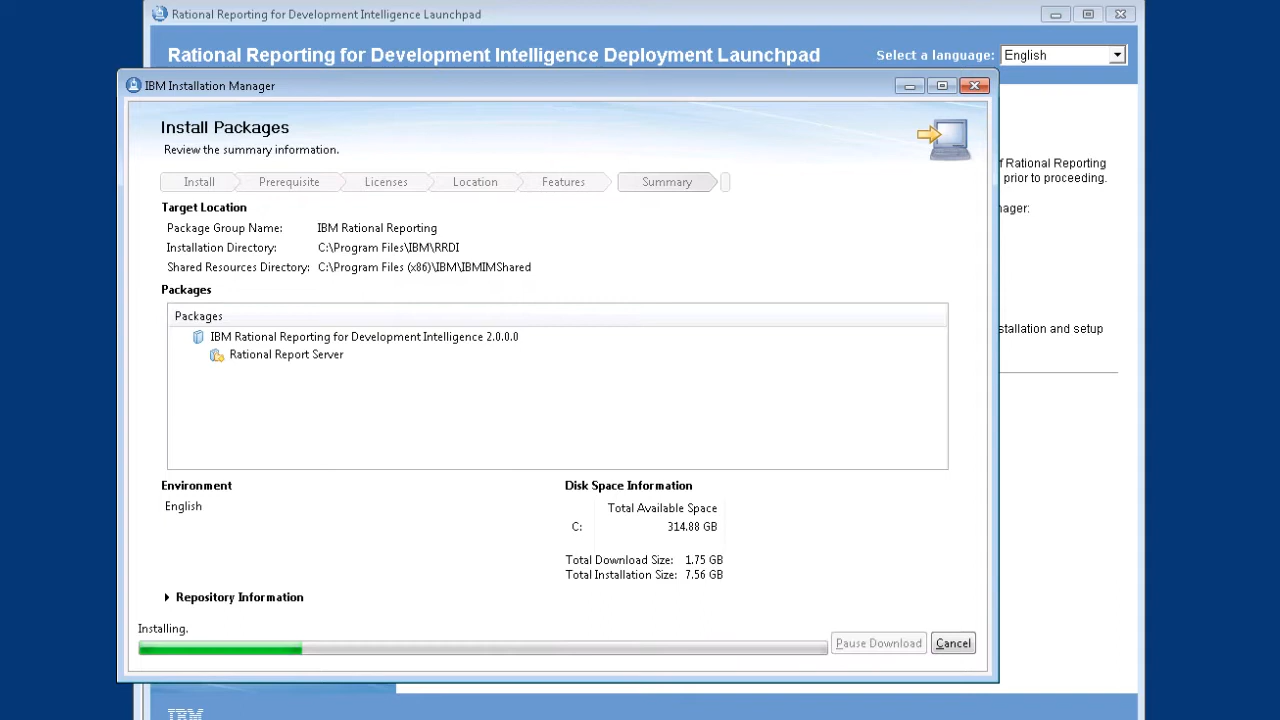 Rational Reporting for Development Intelligence Launchpad
Rational Reporting for Development Intelligence Deployment Launchpad
Select a language: English
IBM Installation Manager
Install Packages
Review the summary information.
f Rational Reporting
prior to proceeding.
Install Prerequisite Licenses Location Features Summary
nager:
Target Location
Package Group Name: IBM Rational Reporting
Installation Directory: C:\Program Files\IBM\RRDI
Shared Resources Directory: C:\Program Files (x86)\IBM\IBMIMShared
Packages
Packages
stallation and setup
IBM Rational Reporting for Development Intelligence 2.0.0.0
Rational Report Server
Environment
English
Disk Space Information
Total Available Space
C: 314.88 GB
Total Download Size: 1.75 GB
Total Installation Size: 7.56 GB
Repository Information
Installing.
Pause Download Cancel
IBM